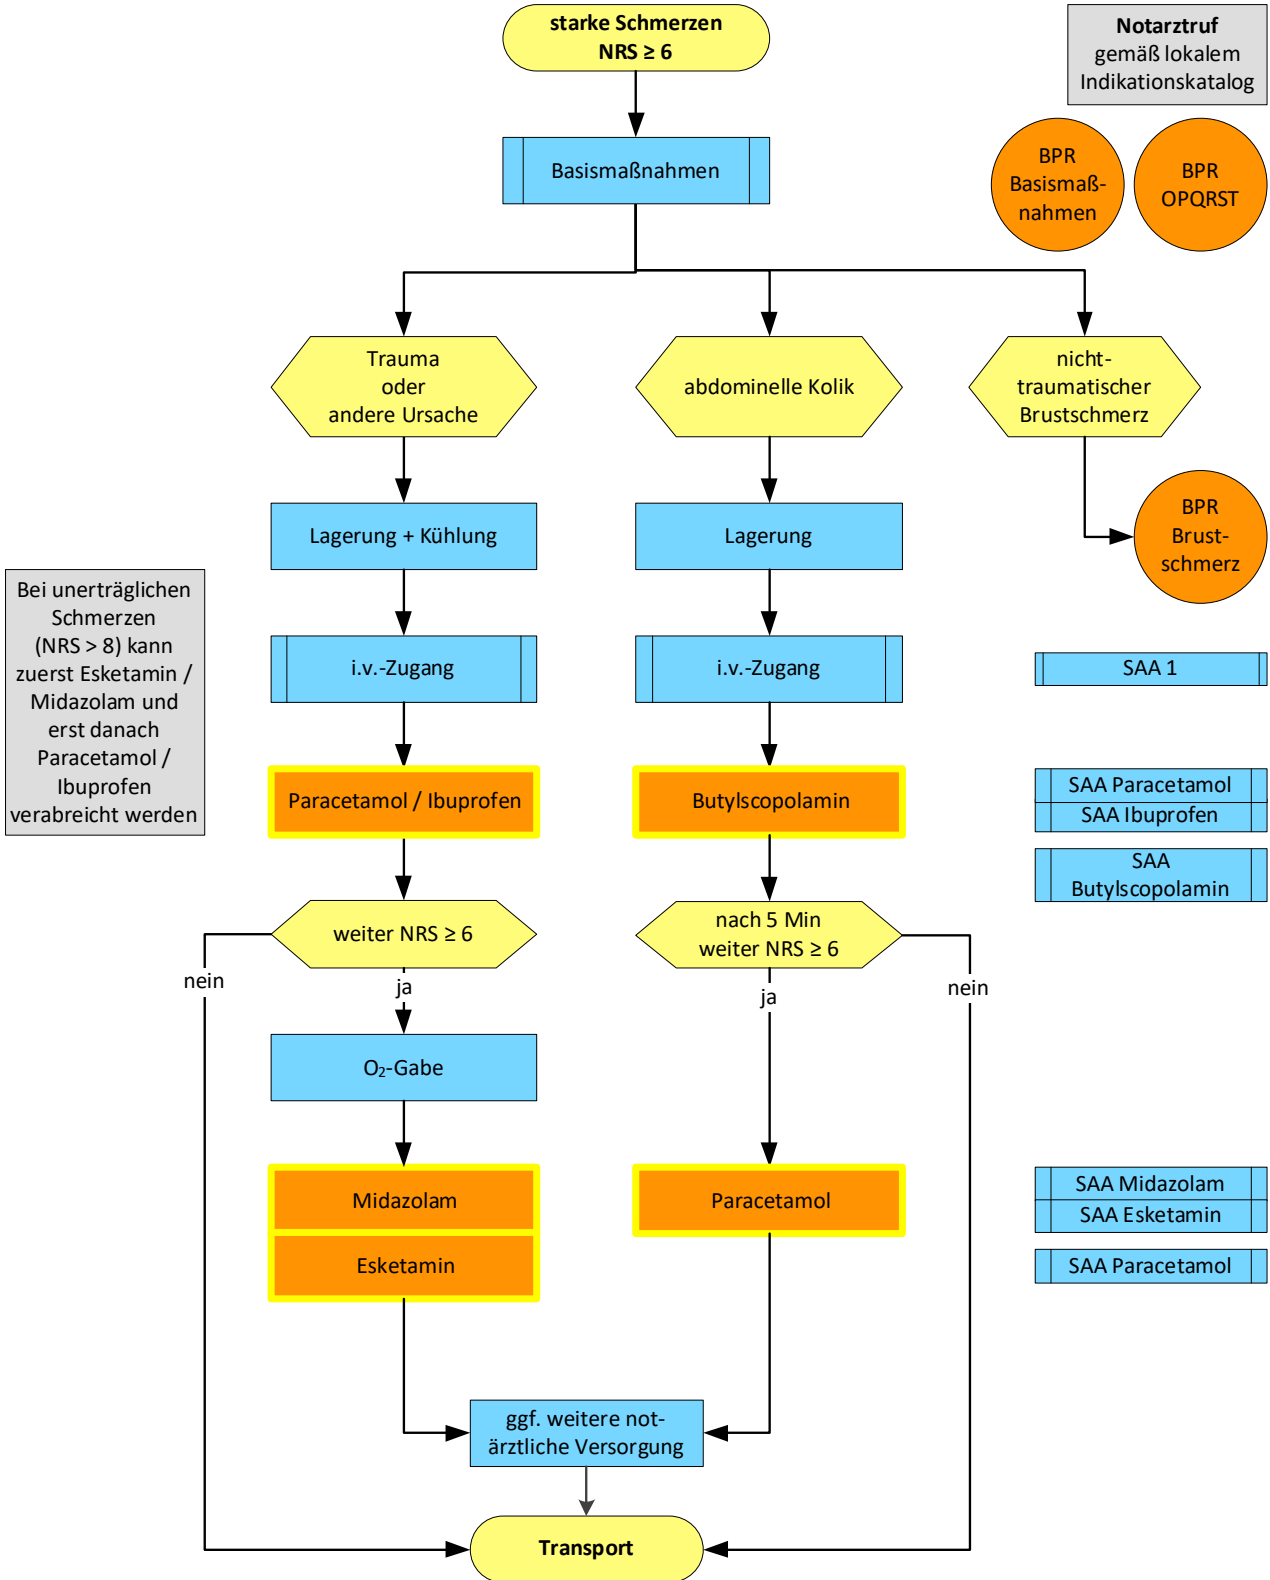 starke Schmerzen
NRS ≥ 6
Notarztruf
gemäß lokalem
Indikationskatalog
Basismaßnahmen
BPR
Basismaß-
nahmen
BPR
OPQRST
Trauma
oder
andere Ursache
abdominelle Kolik
nicht-
traumatischer
Brustschmerz
Lagerung + Kühlung
Lagerung
BPR
Brust-
schmerz
Bei unerträglichen
Schmerzen
(NRS > 8) kann
zuerst Esketamin /
Midazolam und
erst danach
Paracetamol /
Ibuprofen
verabreicht werden
i.v.-Zugang
i.v.-Zugang
SAA 1
Paracetamol / Ibuprofen
Butylscopolamin
SAA Paracetamol
SAA Ibuprofen
SAA
Butylscopolamin
weiter NRS ≥ 6
nach 5 Min
weiter NRS ≥ 6
nein
ja
ja
nein
O₂-Gabe
Midazolam
Esketamin
Paracetamol
SAA Midazolam
SAA Esketamin
SAA Paracetamol
ggf. weitere not-
ärztliche Versorgung
Transport